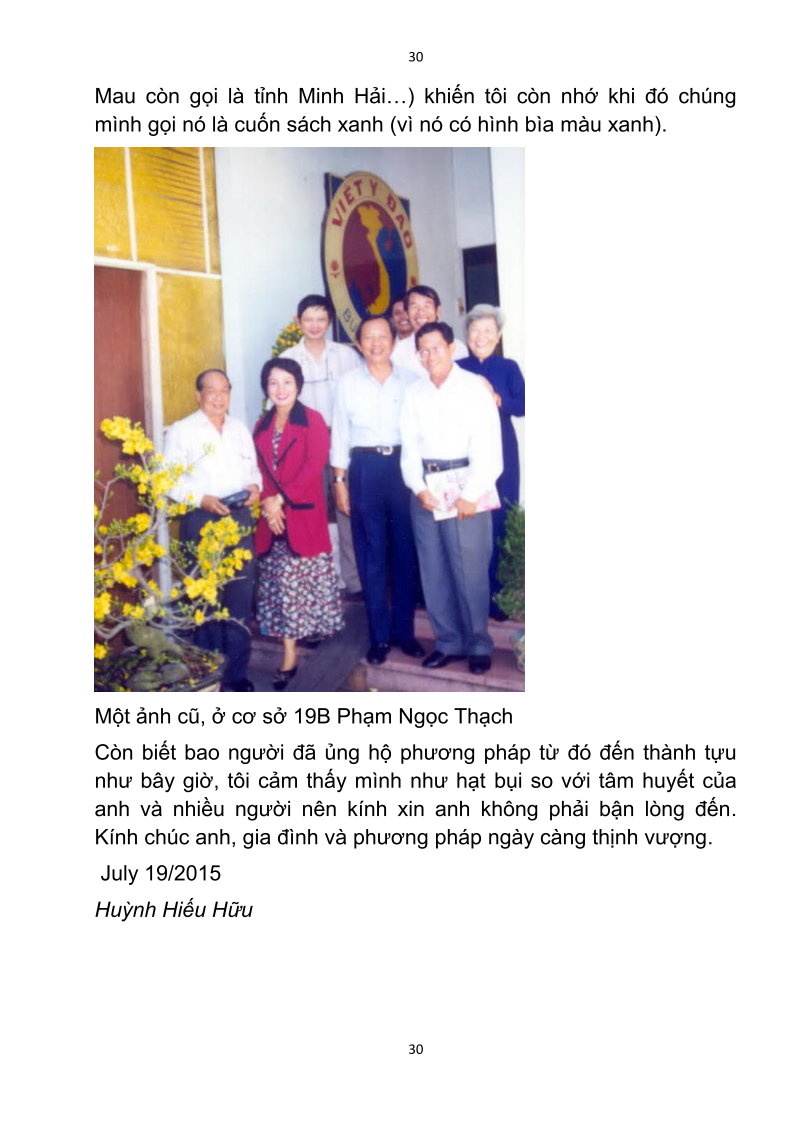 30
Mau còn gọi là tỉnh Minh Hải…) khiến tôi còn nhớ khi đó chúng
mình gọi nó là cuốn sách xanh (vì nó có hình bìa màu xanh).
VIỆT Y ĐẠO
Một ảnh cũ, ở cơ sở 19B Phạm Ngọc Thạch
Còn biết bao người đã ủng hộ phương pháp từ đó đến thành tựu
như bây giờ, tôi cảm thấy mình như hạt bụi so với tâm huyết của
anh và nhiều người nên kính xin anh không phải bận lòng đến.
Kính chúc anh, gia đình và phương pháp ngày càng thịnh vượng.
July 19/2015
Huỳnh Hiếu Hữu
30